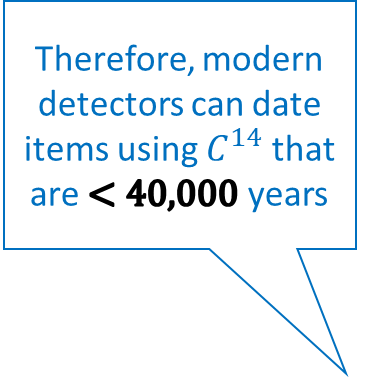 Therefore, modern
detectors can date
items using C¹⁴ that
are < 40,000 years